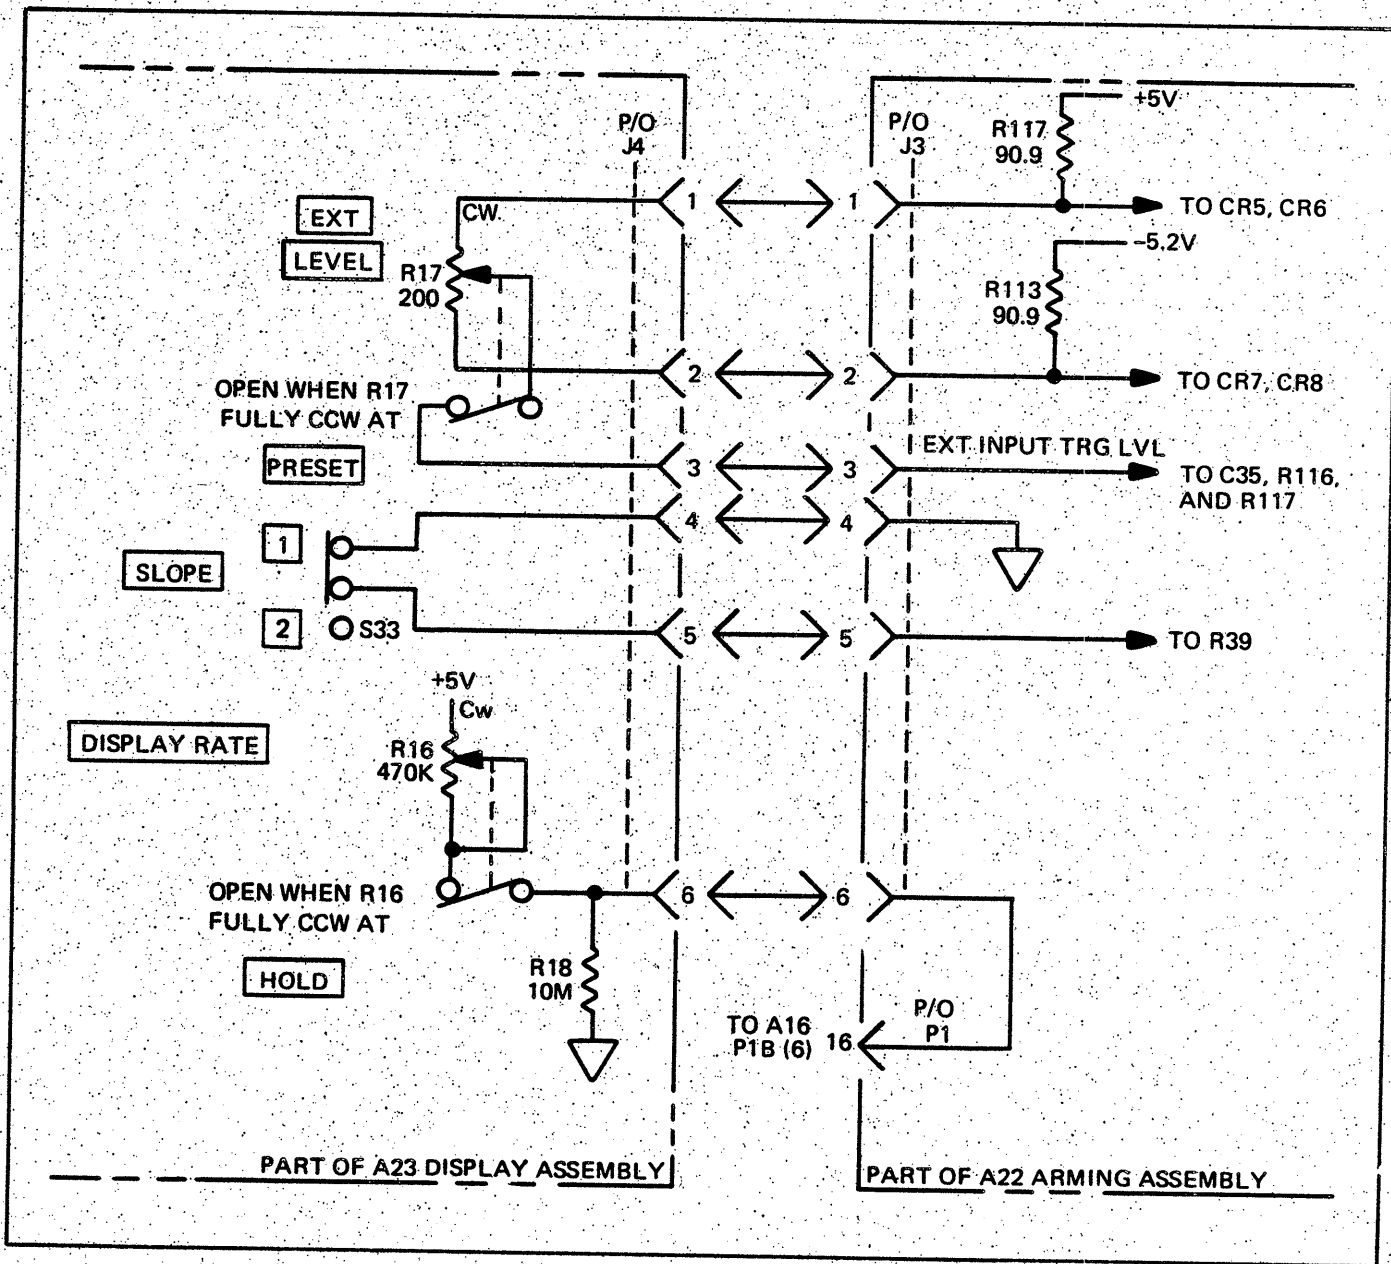 +5V
P/O
J4
P/O
J3
R117
90.9
1
1
CW
TO CR5, CR6
EXT
LEVEL
R17
200
-5.2V
R113
90.9
2
2
TO CR7, CR8
OPEN WHEN R17
FULLY CCW AT
PRESET
3
3
EXT INPUT TRG LVL
TO C35, R116,
AND R117
4
4
1
SLOPE
2
S33
5
5
TO R39
+5V
Cw
DISPLAY RATE
R16
470K
OPEN WHEN R16
FULLY CCW AT
HOLD
6
6
R18
10M
TO A16
P1B (6)
16
P/O
P1
PART OF A23 DISPLAY ASSEMBLY
PART OF A22 ARMING ASSEMBLY